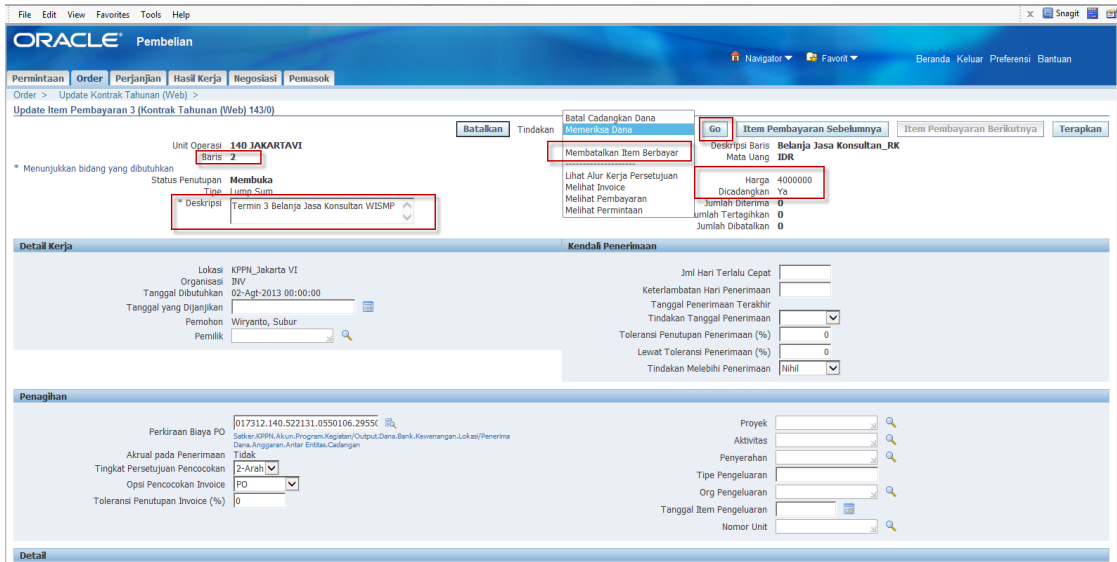 File Edit View Favorites Tools Help
x Snagit
ORACLE Pembelian
Navigator Favorit Beranda Keluar Preferensi Bantuan
Permintaan Order Perjanjian Hasil Kerja Negosiasi Pemasok
Order > Update Kontrak Tahunan (Web) >
Update Item Pembayaran 3 (Kontrak Tahunan (Web) 143/0)
Batalkan Tindakan Memeriksa Dana Go Item Pembayaran Sebelumnya Item Pembayaran Berikutnya Terapkan
Batal Cadangkan Dana
Memeriksa Dana
Membatalkan Item Berbayar
--------------------
Lihat Alur Kerja Persetujuan
Melihat Invoice
Melihat Pembayaran
Melihat Permintaan
Unit Operasi 140 JAKARTAVI
Baris 2
* Menunjukkan bidang yang dibutuhkan
Status Penutupan Membuka
Tipe Lump Sum
* Deskripsi Termin 3 Belanja Jasa Konsultan WISMP
Deskripsi Baris Belanja Jasa Konsultan_RK
Mata Uang IDR
Harga 4000000
Dicadangkan Ya
Jumlah Diterima 0
umlah Tertagihkan 0
Jumlah Dibatalkan 0
Detail Kerja
Lokasi KPPN_Jakarta VI
Organisasi INV
Tanggal Dibutuhkan 02-Agt-2013 00:00:00
Tanggal yang Dijanjikan
Pemohon Wiryanto, Subur
Pemilik
Kendali Penerimaan
Jml Hari Terlalu Cepat
Keterlambatan Hari Penerimaan
Tanggal Penerimaan Terakhir
Tindakan Tanggal Penerimaan
Toleransi Penutupan Penerimaan (%) 0
Lewat Toleransi Penerimaan (%) 0
Tindakan Melebihi Penerimaan Nihil
Penagihan
Perkiraan Biaya PO 017312.140.522131.0550106.2955(
Satker.KPPN.Akun.Program.Kegiatan/Output.Dana.Bank.Kewenangan.Lokasi/Penerima
Dana.Anggaran.Antar Entitas.Cadangan
Akrual pada Penerimaan Tidak
Tingkat Persetujuan Pencocokan 2-Arah
Opsi Pencocokan Invoice PO
Toleransi Penutupan Invoice (%) 0
Proyek
Aktivitas
Penyerahan
Tipe Pengeluaran
Org Pengeluaran
Tanggal Item Pengeluaran
Nomor Unit
Detail